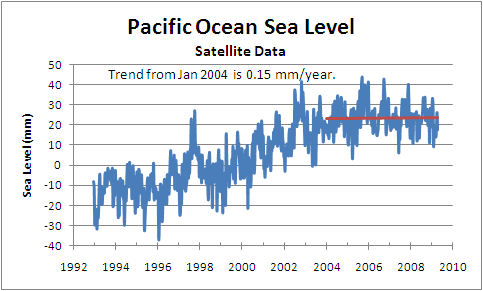 Pacific Ocean Sea Level
Satellite Data
Trend from Jan 2004 is 0.15 mm/year.
Sea Level (mm)
50
40
30
20
10
0
-10
-20
-30
-40
1992 1994 1996 1998 2000 2002 2004 2006 2008 2010